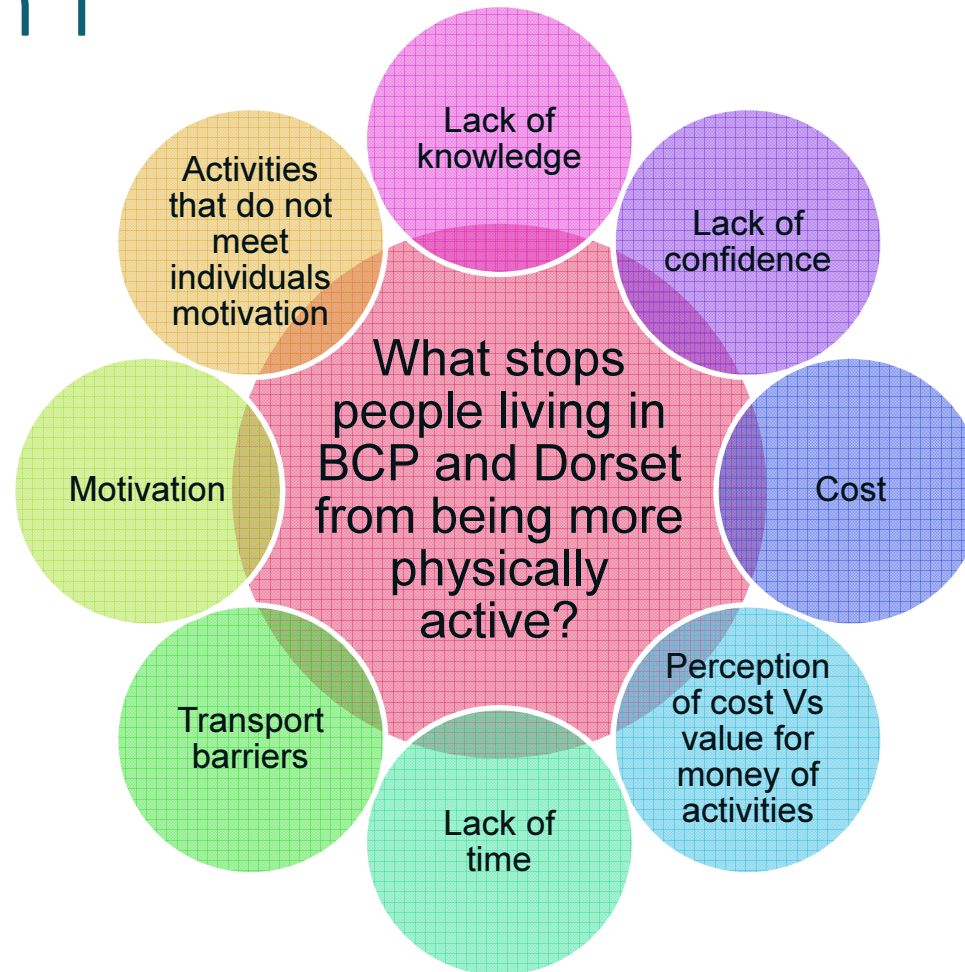 Lack of
knowledge
Lack of
confidence
Cost
Perception
of cost Vs
value for
money of
activities
Lack of
time
Transport
barriers
Motivation
Activities
that do not
meet
individuals
motivation
What stops
people living in
BCP and Dorset
from being more
physically
active?